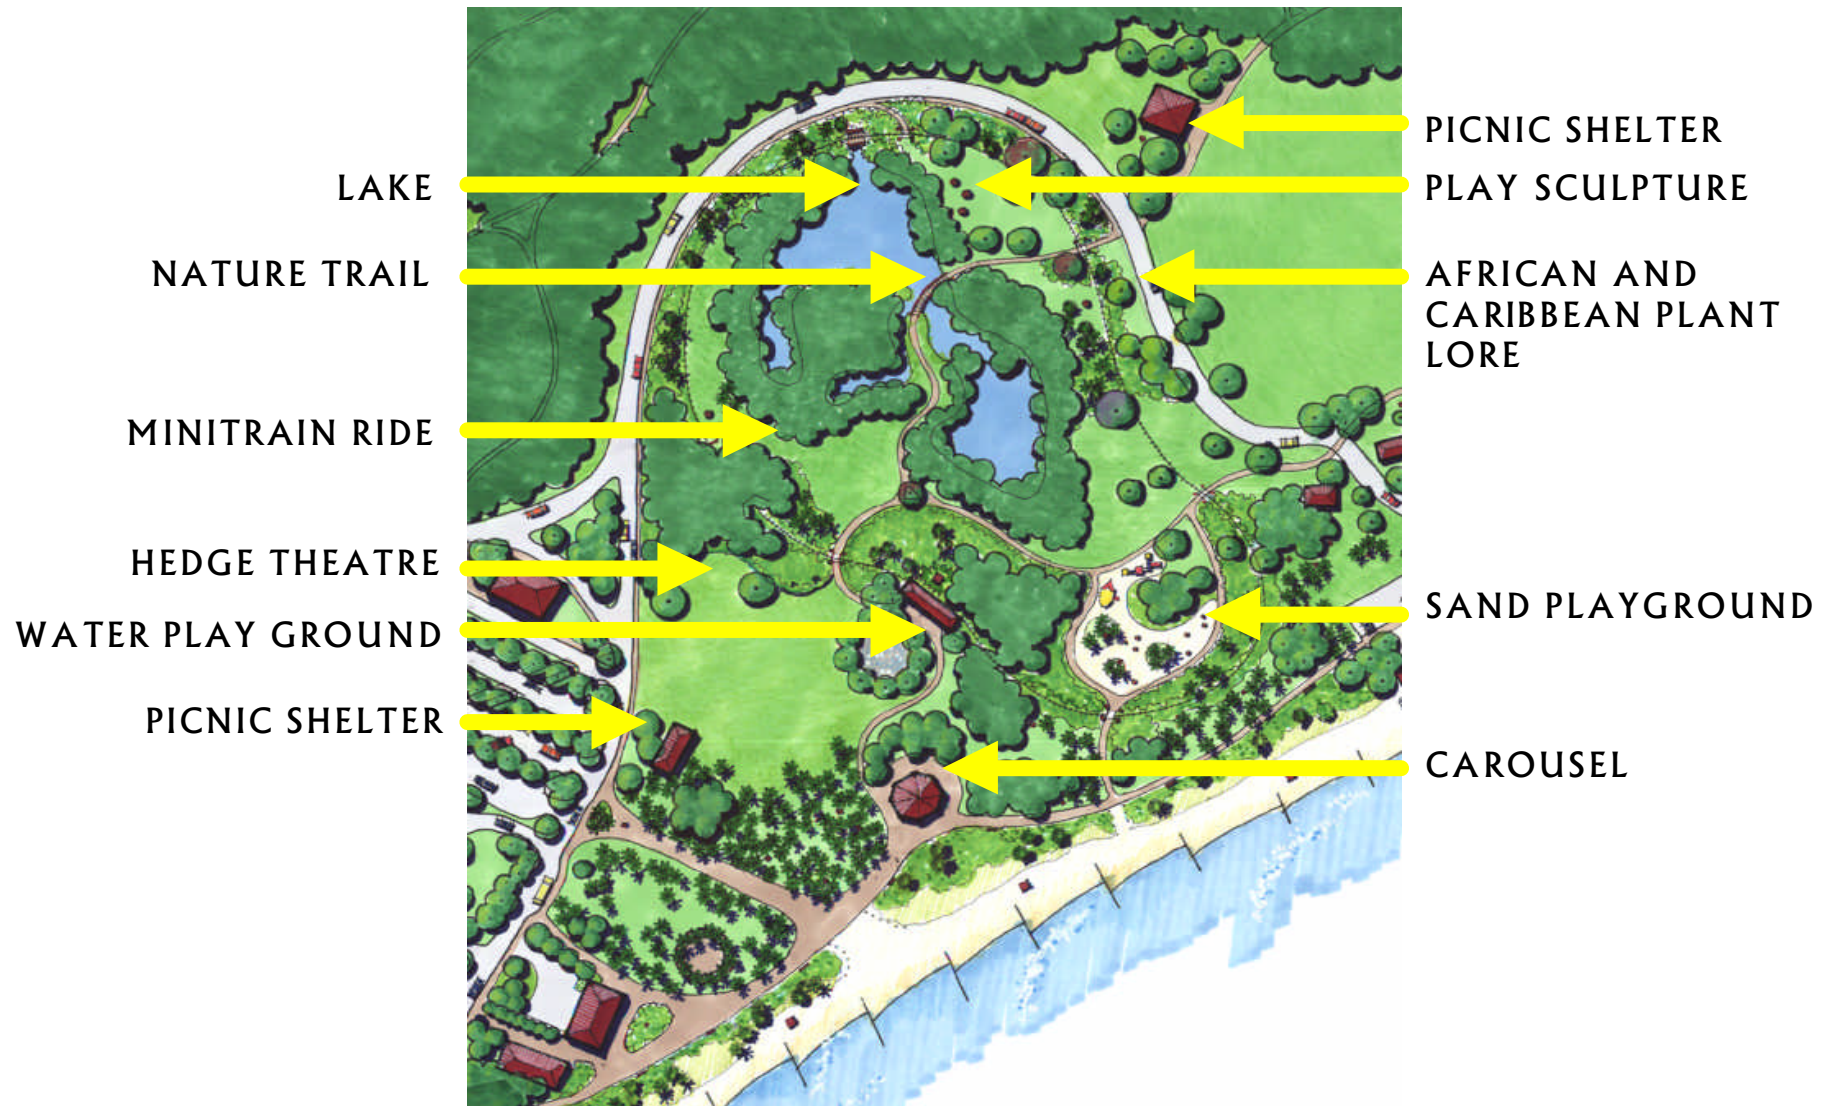 LAKE
NATURE TRAIL
MINITRAIN RIDE
HEDGE THEATRE
WATER PLAY GROUND
PICNIC SHELTER
PICNIC SHELTER
PLAY SCULPTURE
AFRICAN AND
CARIBBEAN PLANT
LORE
SAND PLAYGROUND
CAROUSEL